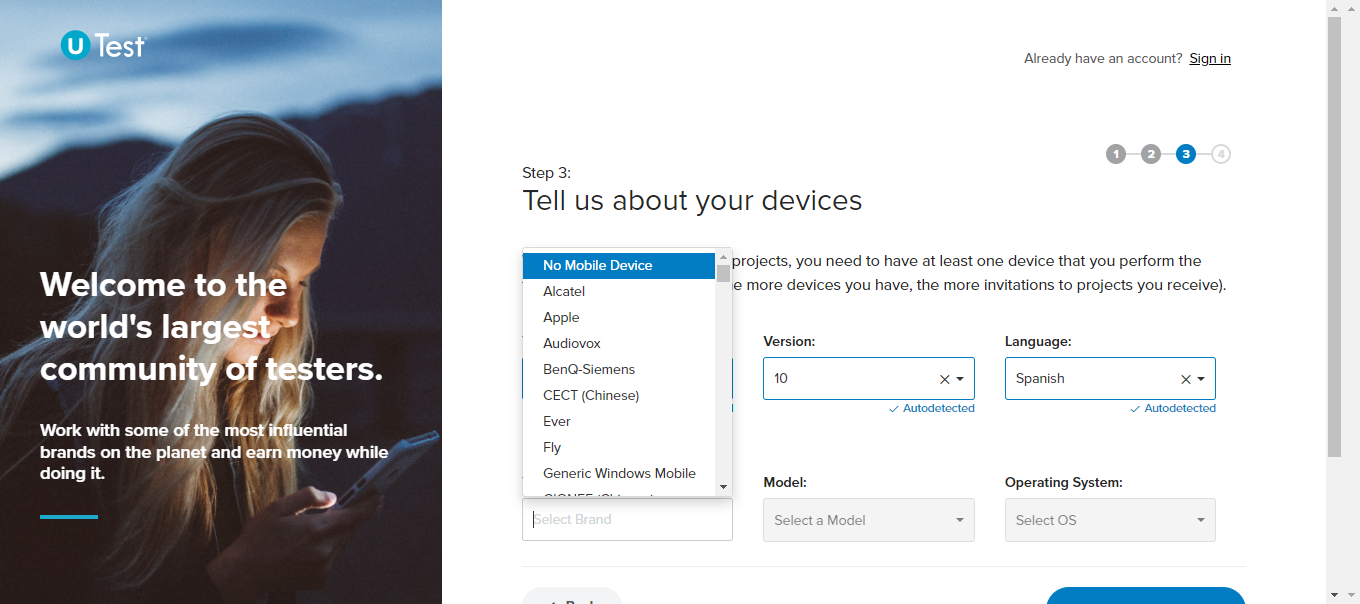 U Test
Already have an account? Sign in
1 2 3 4
Step 3:
Tell us about your devices
projects, you need to have at least one device that you perform the
more devices you have, the more invitations to projects you receive).
No Mobile Device
Alcatel
Apple
Audiovox
BenQ-Siemens
CECT (Chinese)
Ever
Fly
Generic Windows Mobile
Version:
10
Autodetected
Language:
Spanish
Autodetected
Select Brand
Model:
Select a Model
Operating System:
Select OS
Welcome to the
world's largest
community of testers.
Work with some of the most influential
brands on the planet and earn money while
doing it.